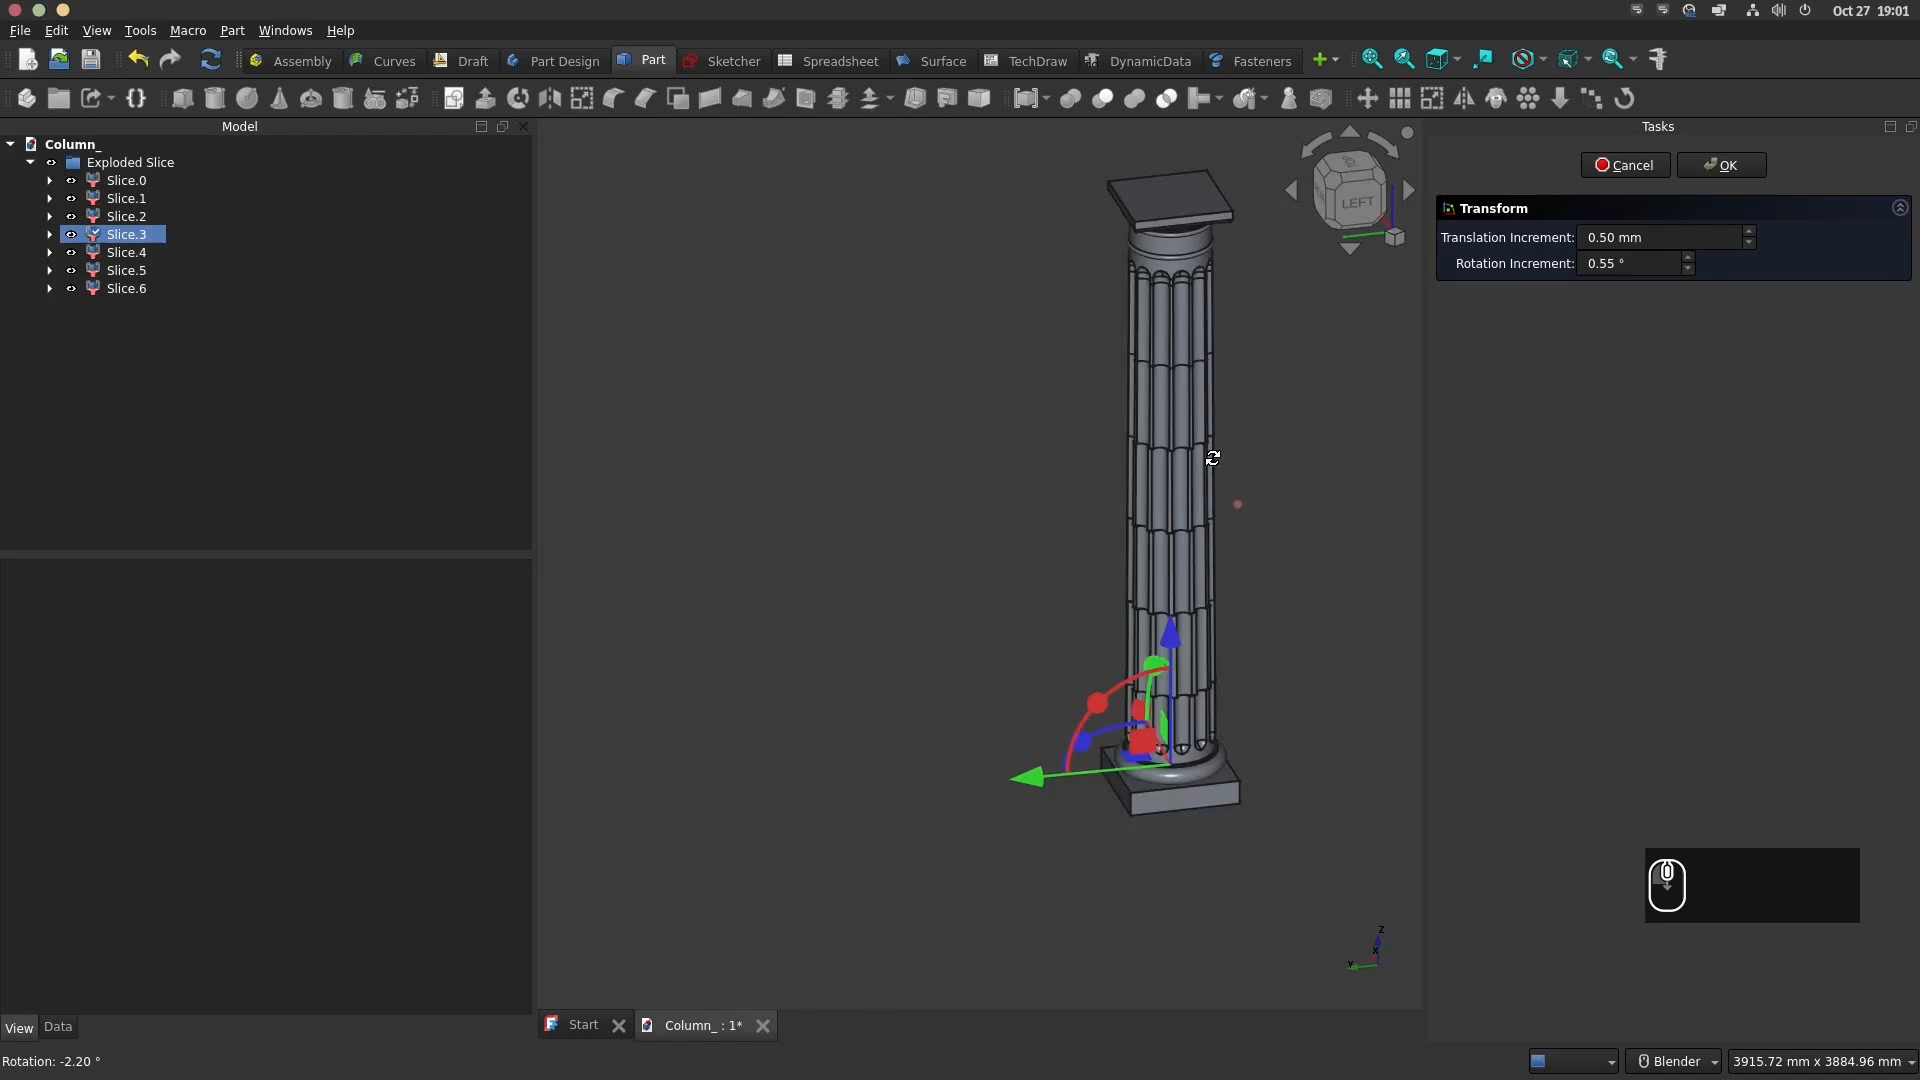 Oct 27 19:01
File Edit View Tools Macro Part Windows Help
Assembly Curves Draft Part Design Part Sketcher Spreadsheet Surface TechDraw DynamicData Fasteners
Model
Tasks
Column_
Exploded Slice
Slice.0
Slice.1
Slice.2
Slice.3
Slice.4
Slice.5
Slice.6
LEFT
Cancel OK
Transform
Translation Increment: 0.50 mm
Rotation Increment: 0.55 °
Z
X
Y
View Data
Start
Column_ : 1*
Rotation: -2.20 °
Blender
3915.72 mm x 3884.96 mm